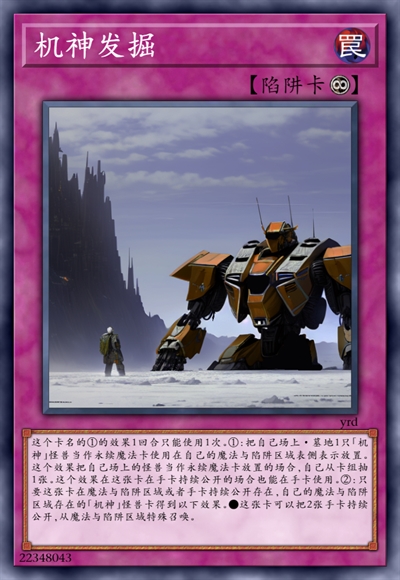 机神发掘
罠
【陷阱卡】
yrd
这个卡名的①的效果1回合只能使用1次。①:把自己场上·墓地1只「机
神」怪兽当作永续魔法卡使用在自己的魔法与陷阱区域表侧表示放置。
这个效果把自己场上的怪兽当作永续魔法卡放置的场合,自己从卡组抽
1张。这个效果在这张卡在手卡持续公开的场合也能在手卡使用。②:只
要这张卡在魔法与陷阱区域或者手卡持续公开存在,自己的魔法与陷阱
区域存在的「机神」怪兽卡得到以下效果。●这张卡可以把2张手卡持续
公开,从魔法与陷阱区域特殊召唤。
22348043